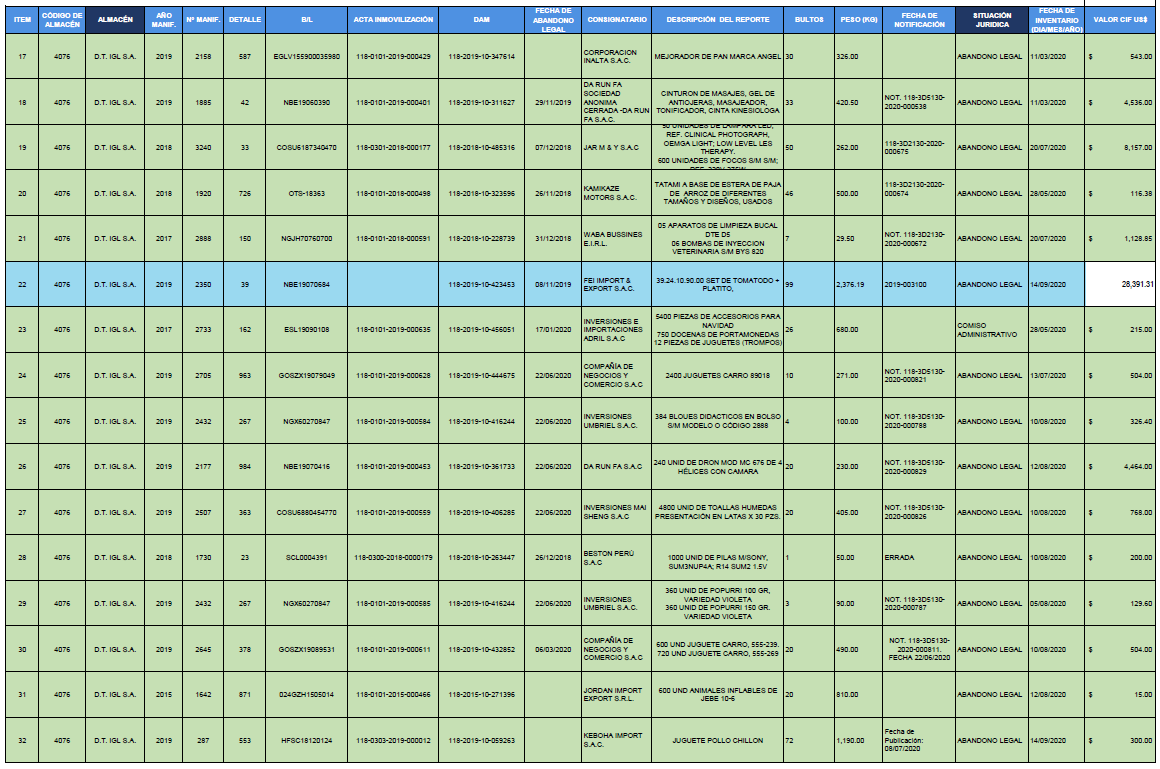 ITEM CÓDIGO DE ALMACÉN ALMACÉN AÑO MANIF. Nº MANIF. DETALLE B/L ACTA INMOVILIZACIÓN DAM FECHA DE ABANDONO LEGAL CONSIGNATARIO DESCRIPCIÓN DEL REPORTE BULTOS PESO (KG) FECHA DE NOTIFICACIÓN SITUACIÓN JURIDICA FECHA DE INVENTARIO (DIA/MES/AÑO) VALOR CIF US$
17 4076 D.T. IGL S.A. 2019 2158 587 EGLV155900035980 118-0101-2019-000429 118-2019-10-347614 CORPORACION INALTA S.A.C. MEJORADOR DE PAN MARCA ANGEL 30 326.00 ABANDONO LEGAL 11/03/2020 $ 543.00
18 4076 D.T. IGL S.A. 2019 1885 42 NBE19060390 118-0101-2019-000401 118-2019-10-311627 29/11/2019 DA RUN FA SOCIEDAD ANONIMA CERRADA -DA RUN FA S.A.C. CINTURON DE MASAJES, GEL DE ANTIOJERAS, MASAJEADOR, TONIFICADOR, CINTA KINESIOLOGA 33 420.50 NOT. 118-3D5130-2020-000538 ABANDONO LEGAL 11/03/2020 $ 4,536.00
19 4076 D.T. IGL S.A. 2018 3240 33 COSU6187340470 118-0301-2018-000177 118-2018-10-485316 07/12/2018 JAR M & Y S.A.C 50 UNIDADES DE LAMPARA LED, REF. CLINICAL PHOTOGRAPH, OEMGA LIGHT; LOW LEVEL LES THERAPY. 600 UNIDADES DE FOCOS S/M S/M; 50 262.00 118-3D2130-2020-000675 ABANDONO LEGAL 20/07/2020 $ 8,157.00
20 4076 D.T. IGL S.A. 2018 1920 726 OTS-18363 118-0101-2018-000498 118-2018-10-323596 26/11/2018 KAMIKAZE MOTORS S.A.C. TATAMI A BASE DE ESTERA DE PAJA DE ARROZ DE DIFERENTES TAMAÑOS Y DISEÑOS, USADOS 46 500.00 118-3D2130-2020-000674 ABANDONO LEGAL 28/05/2020 $ 116.38
21 4076 D.T. IGL S.A. 2017 2888 150 NGJH70760700 118-0101-2018-000591 118-2018-10-228739 31/12/2018 WABA BUSSINES E.I.R.L. 05 APARATOS DE LIMPIEZA BUCAL DTE D5 06 BOMBAS DE INYECCION VETERINARIA S/M BYS 820 7 29.50 NOT. 118-3D2130-2020-000672 ABANDONO LEGAL 20/07/2020 $ 1,128.85
22 4076 D.T. IGL S.A. 2019 2350 39 NBE19070684 118-2019-10-423453 08/11/2019 FEI IMPORT & EXPORT S.A.C. 39.24.10.90.00 SET DE TOMATODO + PLATITO, 99 2,376.19 2019-003100 ABANDONO LEGAL 14/09/2020 28,391.31
23 4076 D.T. IGL S.A. 2017 2733 162 ESL19090108 118-0101-2019-000635 118-2019-10-456051 17/01/2020 INVERSIONES E IMPORTACIONES ADRIL S.A.C 5400 PIEZAS DE ACCESORIOS PARA NAVIDAD 750 DOCENAS DE PORTAMONEDAS 12 PIEZAS DE JUGUETES (TROMPOS) 26 680.00 COMISO ADMINISTRATIVO 28/05/2020 $ 215.00
24 4076 D.T. IGL S.A. 2019 2705 963 GOSZX19079049 118-0101-2019-000628 118-2019-10-444675 22/06/2020 COMPAÑÍA DE NEGOCIOS Y COMERCIO S.A.C 2400 JUGUETES CARRO 89018 10 271.00 NOT. 118-3D5130-2020-000821 ABANDONO LEGAL 13/07/2020 $ 504.00
25 4076 D.T. IGL S.A. 2019 2432 267 NGX60270847 118-0101-2019-000584 118-2019-10-416244 22/06/2020 INVERSIONES UMBRIEL S.A.C. 384 BLOUES DIDACTICOS EN BOLSO S/M MODELO O CÓDIGO 2888 4 100.00 NOT. 118-3D5130-2020-000788 ABANDONO LEGAL 10/08/2020 $ 326.40
26 4076 D.T. IGL S.A. 2019 2177 984 NBE19070416 118-0101-2019-000453 118-2019-10-361733 22/06/2020 DA RUN FA S.A.C 240 UNID DE DRON MOD MC 676 DE 4 HÉLICES CON CAMARA 20 230.00 NOT. 118-3D5130-2020-000829 ABANDONO LEGAL 12/08/2020 $ 4,464.00
27 4076 D.T. IGL S.A. 2019 2507 363 COSU6880454770 118-0101-2019-000559 118-2019-10-406285 22/06/2020 INVERSIONES MAI SHENG S.A.C 4800 UNID DE TOALLAS HUMEDAS PRESENTACIÓN EN LATAS X 30 PZS. 20 405.00 NOT. 118-3D5130-2020-000826 ABANDONO LEGAL 10/08/2020 $ 768.00
28 4076 D.T. IGL S.A. 2018 1730 23 SCL0004391 118-0300-2018-0000179 118-2018-10-263447 26/12/2018 BESTON PERÚ S.A.C 1000 UNID DE PILAS M/SONY, SUM3NUP4A; R14 SUM2 1.5V 1 50.00 ERRADA ABANDONO LEGAL 10/08/2020 $ 200.00
29 4076 D.T. IGL S.A. 2019 2432 267 NGX60270847 118-0101-2019-000585 118-2019-10-416244 22/06/2020 INVERSIONES UMBRIEL S.A.C. 360 UNID DE POPURRI 100 GR, VARIEDAD VIOLETA 360 UNID DE POPURRI 150 GR. VARIEDAD VIOLETA 3 90.00 NOT. 118-3D5130-2020-000787 ABANDONO LEGAL 05/08/2020 $ 129.60
30 4076 D.T. IGL S.A. 2019 2645 378 GOSZX19089531 118-0101-2019-000611 118-2019-10-432852 06/03/2020 COMPAÑÍA DE NEGOCIOS Y COMERCIO S.A.C 600 UND JUGUETE CARRO, 555-239. 720 UND JUGUETE CARRO, 555-269 20 490.00 NOT. 118-3D5130-2020-000811. FECHA 22/06/2020 ABANDONO LEGAL 06/03/2020 $ 504.00
31 4076 D.T. IGL S.A. 2015 1642 871 024GZH1505014 118-0101-2015-000466 118-2015-10-271396 JORDAN IMPORT EXPORT S.R.L. 600 UND ANIMALES INFLABLES DE JEBE 10-6 20 810.00 ABANDONO LEGAL 12/08/2020 $ 15.00
32 4076 D.T. IGL S.A. 2019 287 553 HFSC18120124 118-0303-2019-000012 118-2019-10-059263 KEBOHA IMPORT S.A.C. JUGUETE POLLO CHILLON 72 1,190.00 Fecha de Publicación: 08/07/2020 ABANDONO LEGAL 14/09/2020 $ 300.00